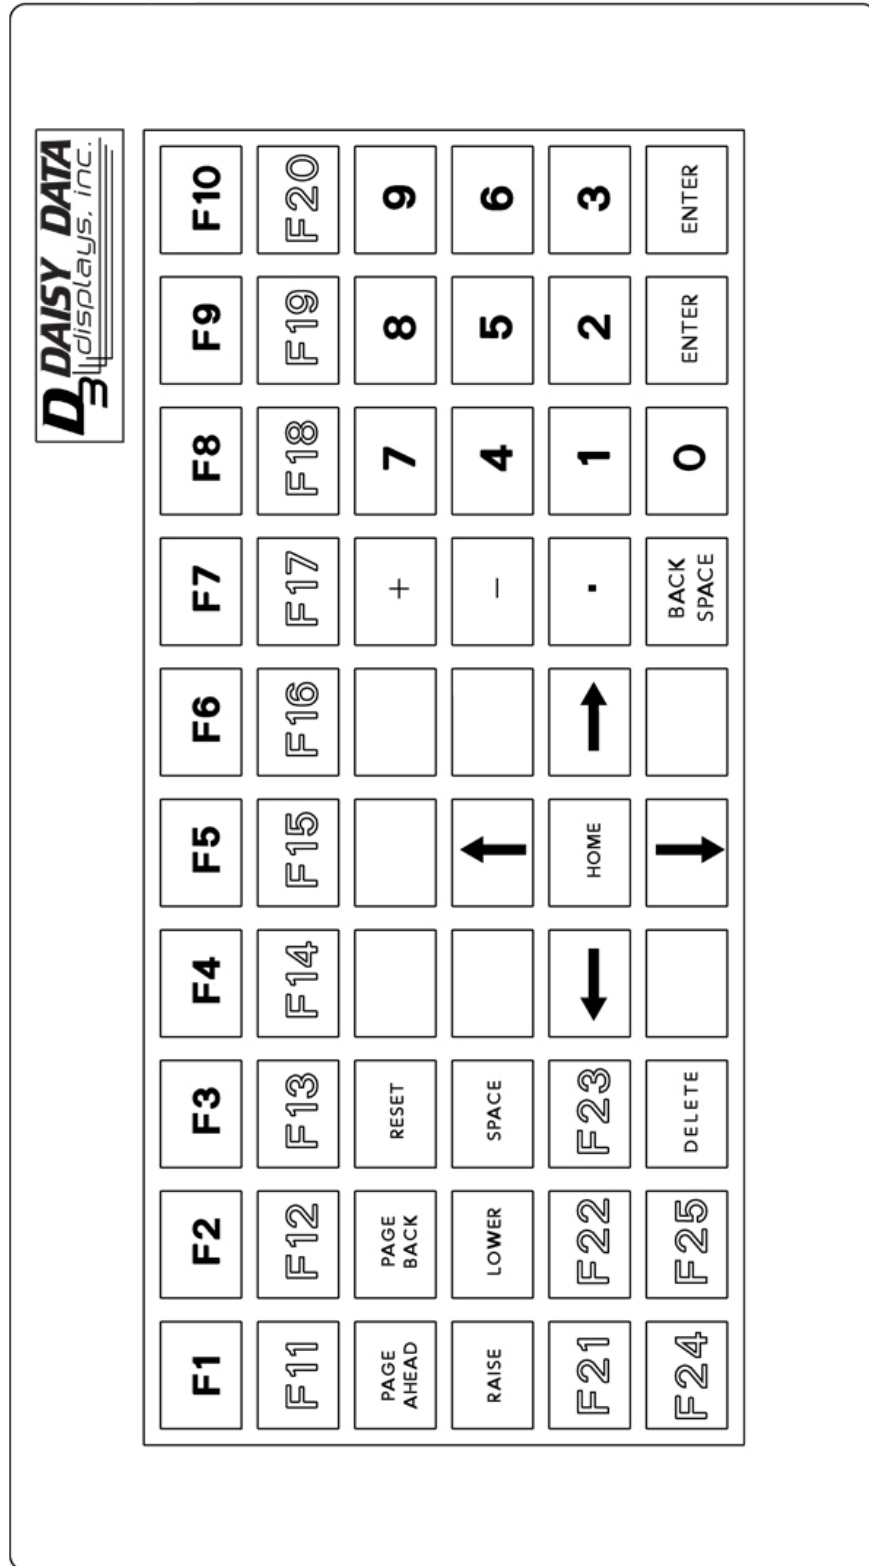 D3 DAISY DATA
displays, inc.
F1 F2 F3 F4 F5 F6 F7 F8 F9 F10
F11 F12 F13 F14 F15 F16 F17 F18 F19 F20
PAGE AHEAD PAGE BACK RESET + 7 8 9
RAISE LOWER SPACE ↑ − 4 5 6
F21 F22 F23 ← HOME → . 1 2 3
F24 F25 DELETE ↓ BACK SPACE 0 ENTER ENTER